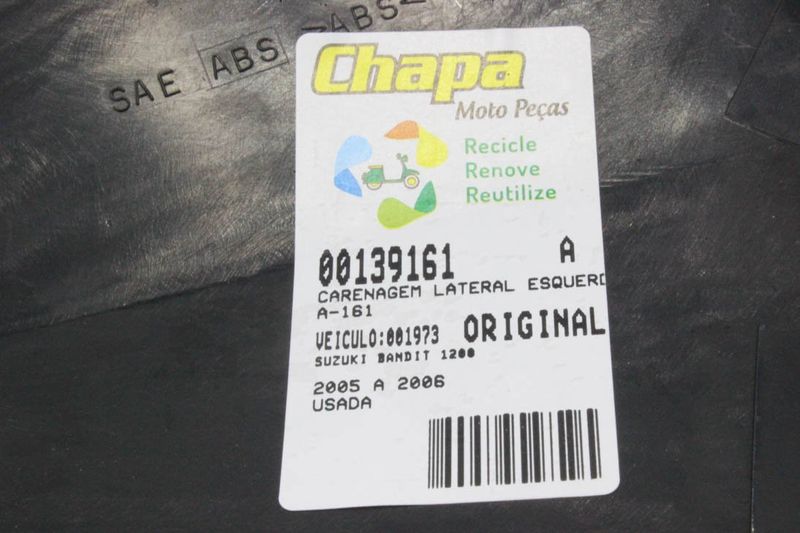 SAE ABS >ABS<
Chapa
Moto Peças
Recicle
Renove
Reutilize
00139161 A
CARENAGEM LATERAL ESQUERD
A-161
VEICULO:001973 ORIGINAL
SUZUKI BANDIT 1200
2005 A 2006
USADA